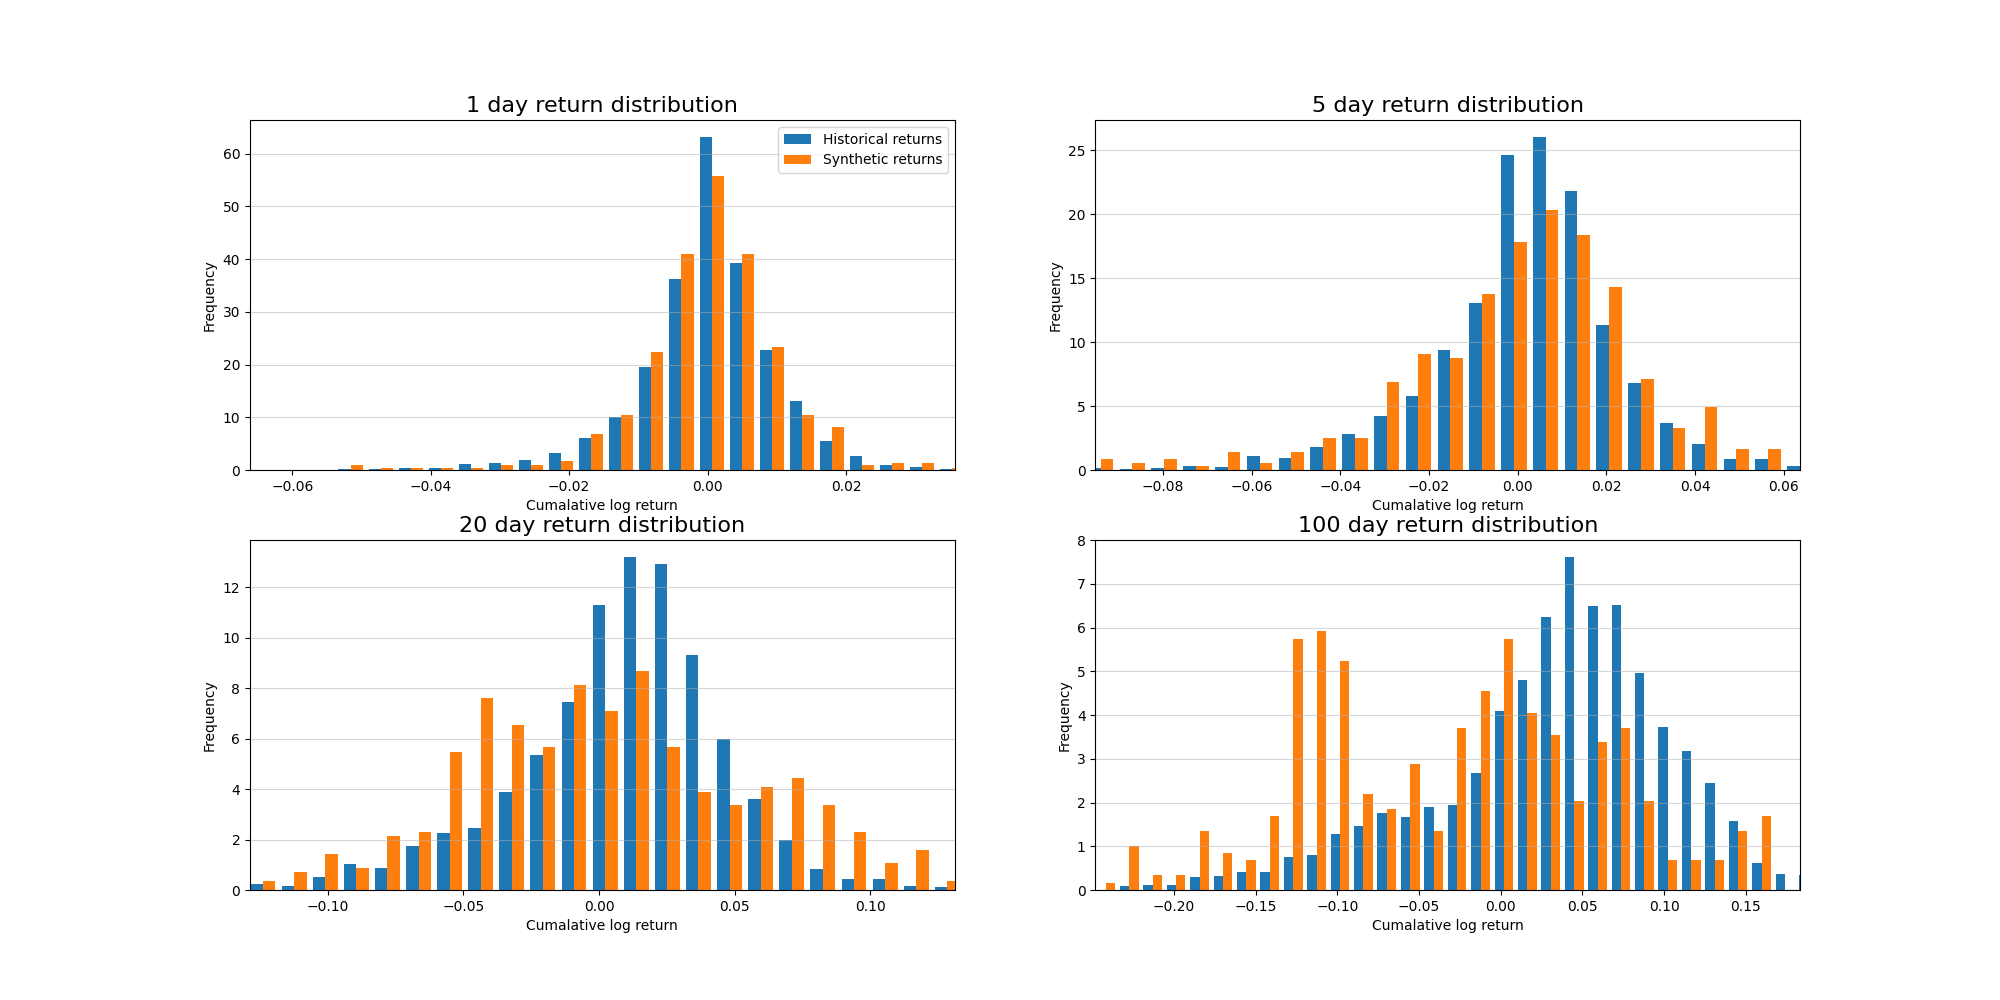 1 day return distribution
Historical returns
Synthetic returns
Frequency
60
50
40
30
20
10
0
−0.06 −0.04 −0.02 0.00 0.02
Cumalative log return
5 day return distribution
Frequency
25
20
15
10
5
0
−0.08 −0.06 −0.04 −0.02 0.00 0.02 0.04 0.06
Cumalative log return
20 day return distribution
Frequency
12
10
8
6
4
2
0
−0.10 −0.05 0.00 0.05 0.10
Cumalative log return
100 day return distribution
Frequency
8
7
6
5
4
3
2
1
0
−0.20 −0.15 −0.10 −0.05 0.00 0.05 0.10 0.15
Cumalative log return